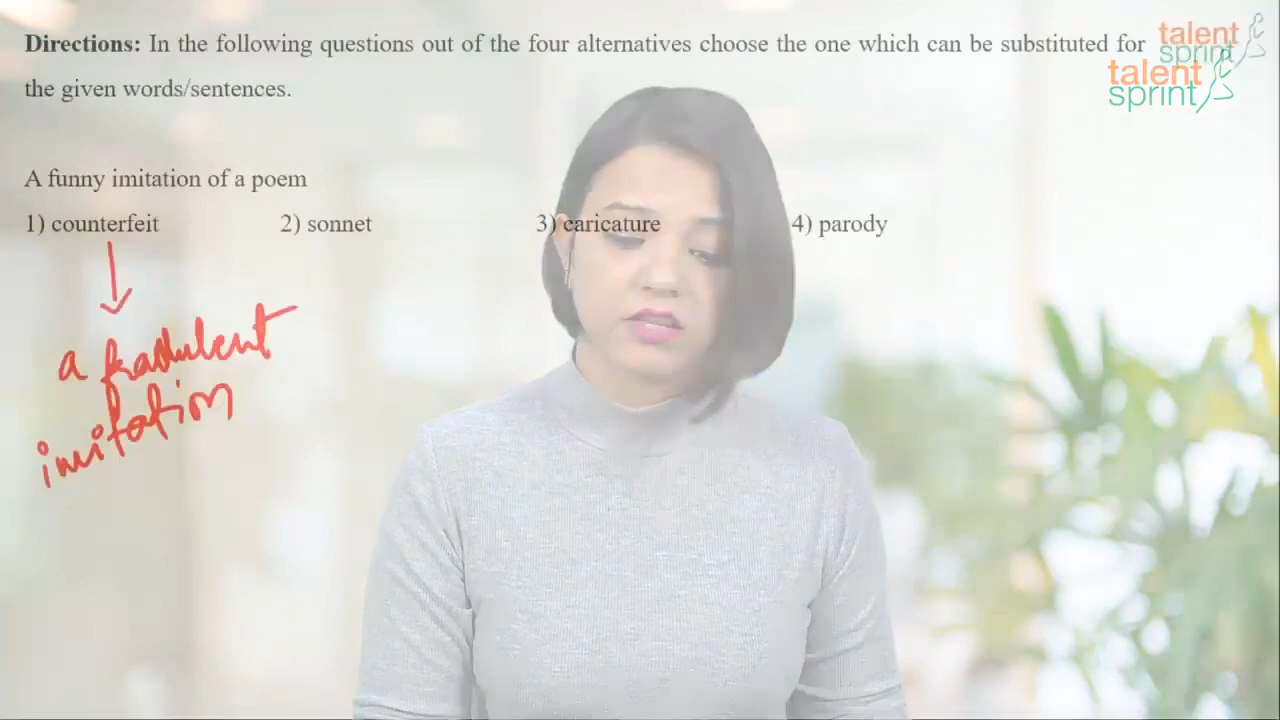 Directions: In the following questions out of the four alternatives choose the one which can be substituted for
the given words/sentences.
talent
sprint
talent
sprint
A funny imitation of a poem
1) counterfeit 2) sonnet 3) caricature 4) parody
a fradulent
imitation